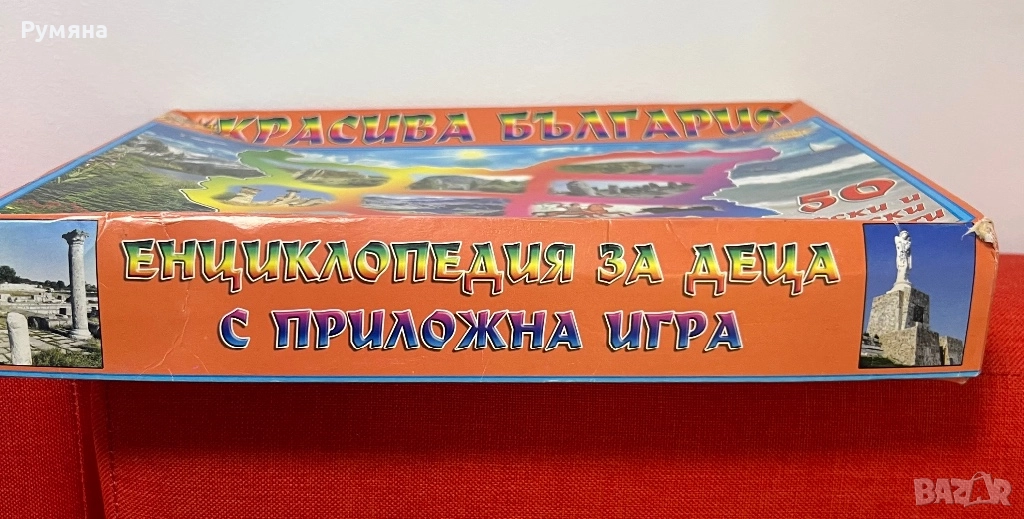 Румяна
КРАСИВА БЪЛГАРИЯ
50
ЕНЦИКЛОПЕДИЯ ЗА ДЕЦА
С ПРИЛОЖНА ИГРА
BAZAR